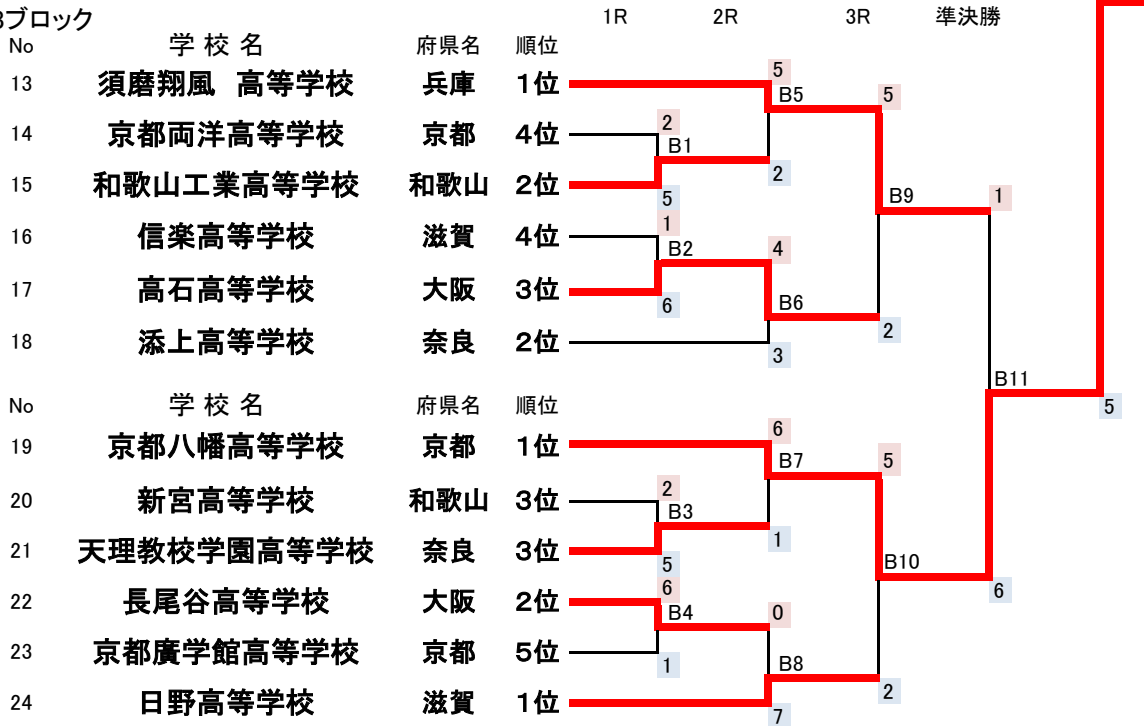 Bブロック 1R 2R 3R 準決勝
No 学 校 名 府県名 順位
13 須磨翔風 高等学校 兵庫 1位 5
B5 5
14 京都両洋高等学校 京都 4位 2
B1
15 和歌山工業高等学校 和歌山 2位 5 2
B9 1
16 信楽高等学校 滋賀 4位 1
B2 4
17 高石高等学校 大阪 3位 6
B6 2
18 添上高等学校 奈良 2位 3
B11 5
No 学 校 名 府県名 順位
19 京都八幡高等学校 京都 1位 6
B7 5
20 新宮高等学校 和歌山 3位 2
B3
21 天理教校学園高等学校 奈良 3位 5 1
B10 6
22 長尾谷高等学校 大阪 2位 6
B4 0
23 京都廣学館高等学校 京都 5位 1
B8 2
24 日野高等学校 滋賀 1位 7